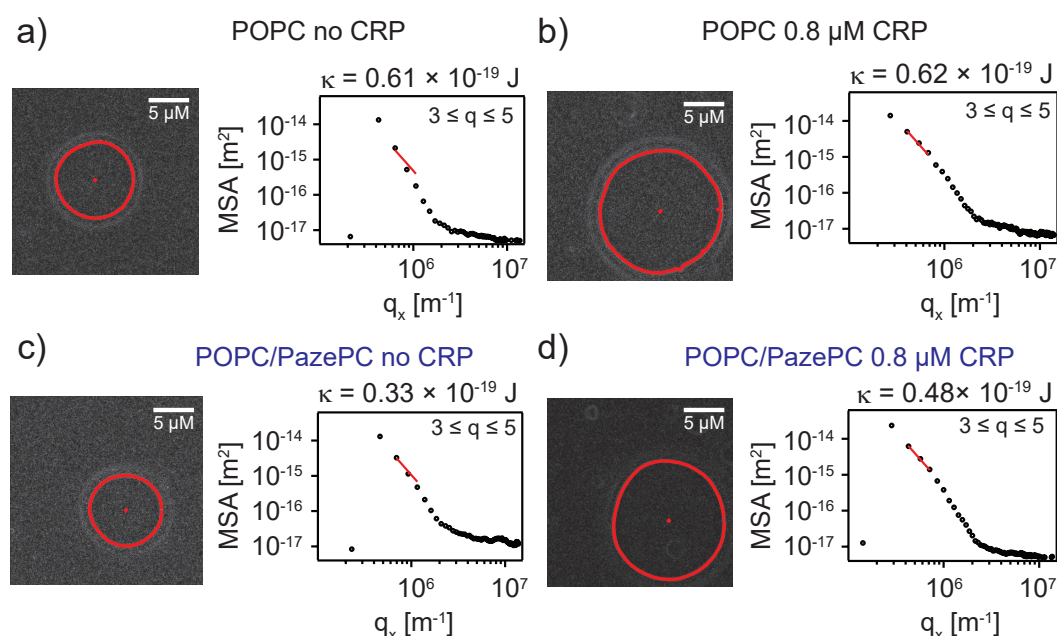 a)
POPC no CRP
κ = 0.61 × 10-19 J
5 µM
3 ≤ q ≤ 5
MSA [m2]
10-14
10-15
10-16
10-17
106
107
qx [m-1]
b)
POPC 0.8 µM CRP
κ = 0.62 × 10-19 J
5 µM
3 ≤ q ≤ 5
MSA [m2]
10-14
10-15
10-16
10-17
106
107
qx [m-1]
c)
POPC/PazePC no CRP
κ = 0.33 × 10-19 J
5 µM
3 ≤ q ≤ 5
MSA [m2]
10-14
10-15
10-16
10-17
106
107
qx [m-1]
d)
POPC/PazePC 0.8 µM CRP
κ = 0.48× 10-19 J
5 µM
3 ≤ q ≤ 5
MSA [m2]
10-14
10-15
10-16
10-17
106
107
qx [m-1]